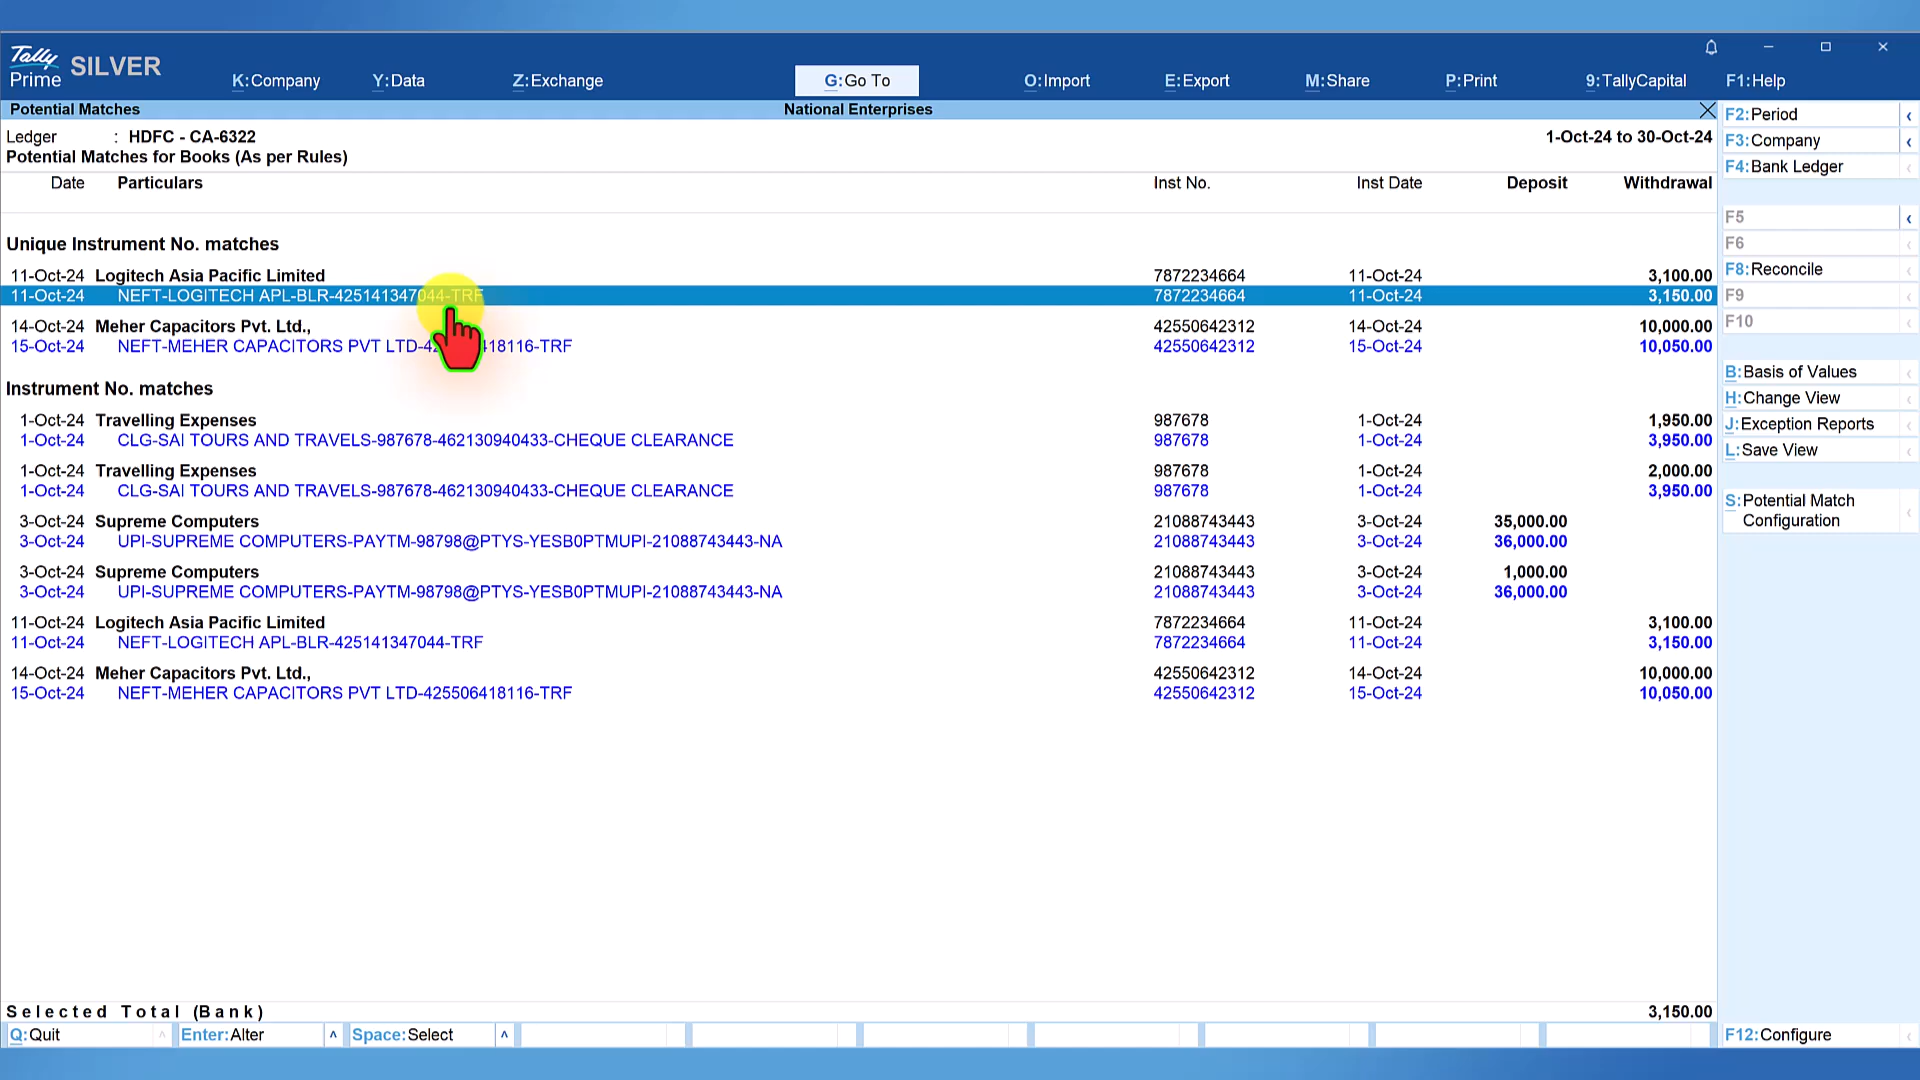 Tally Prime SILVER
K:Company Y:Data Z:Exchange G:Go To O:Import E:Export M:Share P:Print 9:TallyCapital F1:Help
Potential Matches National Enterprises
Ledger : HDFC - CA-6322 1-Oct-24 to 30-Oct-24
Potential Matches for Books (As per Rules)
Date Particulars Inst No. Inst Date Deposit Withdrawal
Unique Instrument No. matches
11-Oct-24 Logitech Asia Pacific Limited 7872234664 11-Oct-24 3,100.00
11-Oct-24 NEFT-LOGITECH APL-BLR-425141347044-TRF 7872234664 11-Oct-24 3,150.00
14-Oct-24 Meher Capacitors Pvt. Ltd., 42550642312 14-Oct-24 10,000.00
15-Oct-24 NEFT-MEHER CAPACITORS PVT 42550642312 15-Oct-24 10,050.00
Instrument No. matches
1-Oct-24 Travelling Expenses 987678 1-Oct-24 1,950.00
1-Oct-24 CLG-SAI TOURS AND TRAVELS-987678-462130940433-CHEQUE CLEARANCE 987678 1-Oct-24 3,950.00
1-Oct-24 Travelling Expenses 987678 1-Oct-24 2,000.00
1-Oct-24 CLG-SAI TOURS AND TRAVELS-987678-462130940433-CHEQUE CLEARANCE 987678 1-Oct-24 3,950.00
3-Oct-24 Supreme Computers 21088743443 3-Oct-24 35,000.00
3-Oct-24 UPI-SUPREME COMPUTERS-PAYTM-98798@PTYS-YESB0PTMUPI-21088743443-NA 21088743443 3-Oct-24 36,000.00
3-Oct-24 Supreme Computers 21088743443 3-Oct-24 1,000.00
3-Oct-24 UPI-SUPREME COMPUTERS-PAYTM-98798@PTYS-YESB0PTMUPI-21088743443-NA 21088743443 3-Oct-24 36,000.00
11-Oct-24 Logitech Asia Pacific Limited 7872234664 11-Oct-24 3,100.00
11-Oct-24 NEFT-LOGITECH APL-BLR-425141347044-TRF 7872234664 11-Oct-24 3,150.00
14-Oct-24 Meher Capacitors Pvt. Ltd., 42550642312 14-Oct-24 10,000.00
15-Oct-24 NEFT-MEHER CAPACITORS PVT LTD-425506418116-TRF 42550642312 15-Oct-24 10,050.00
Selected Total (Bank) 3,150.00
Q:Quit Enter:Alter Space:Select
F2:Period
F3:Company
F4:Bank Ledger
F5
F6
F8:Reconcile
F9
F10
B:Basis of Values
H:Change View
J:Exception Reports
L:Save View
S:Potential Match
Configuration
F12:Configure